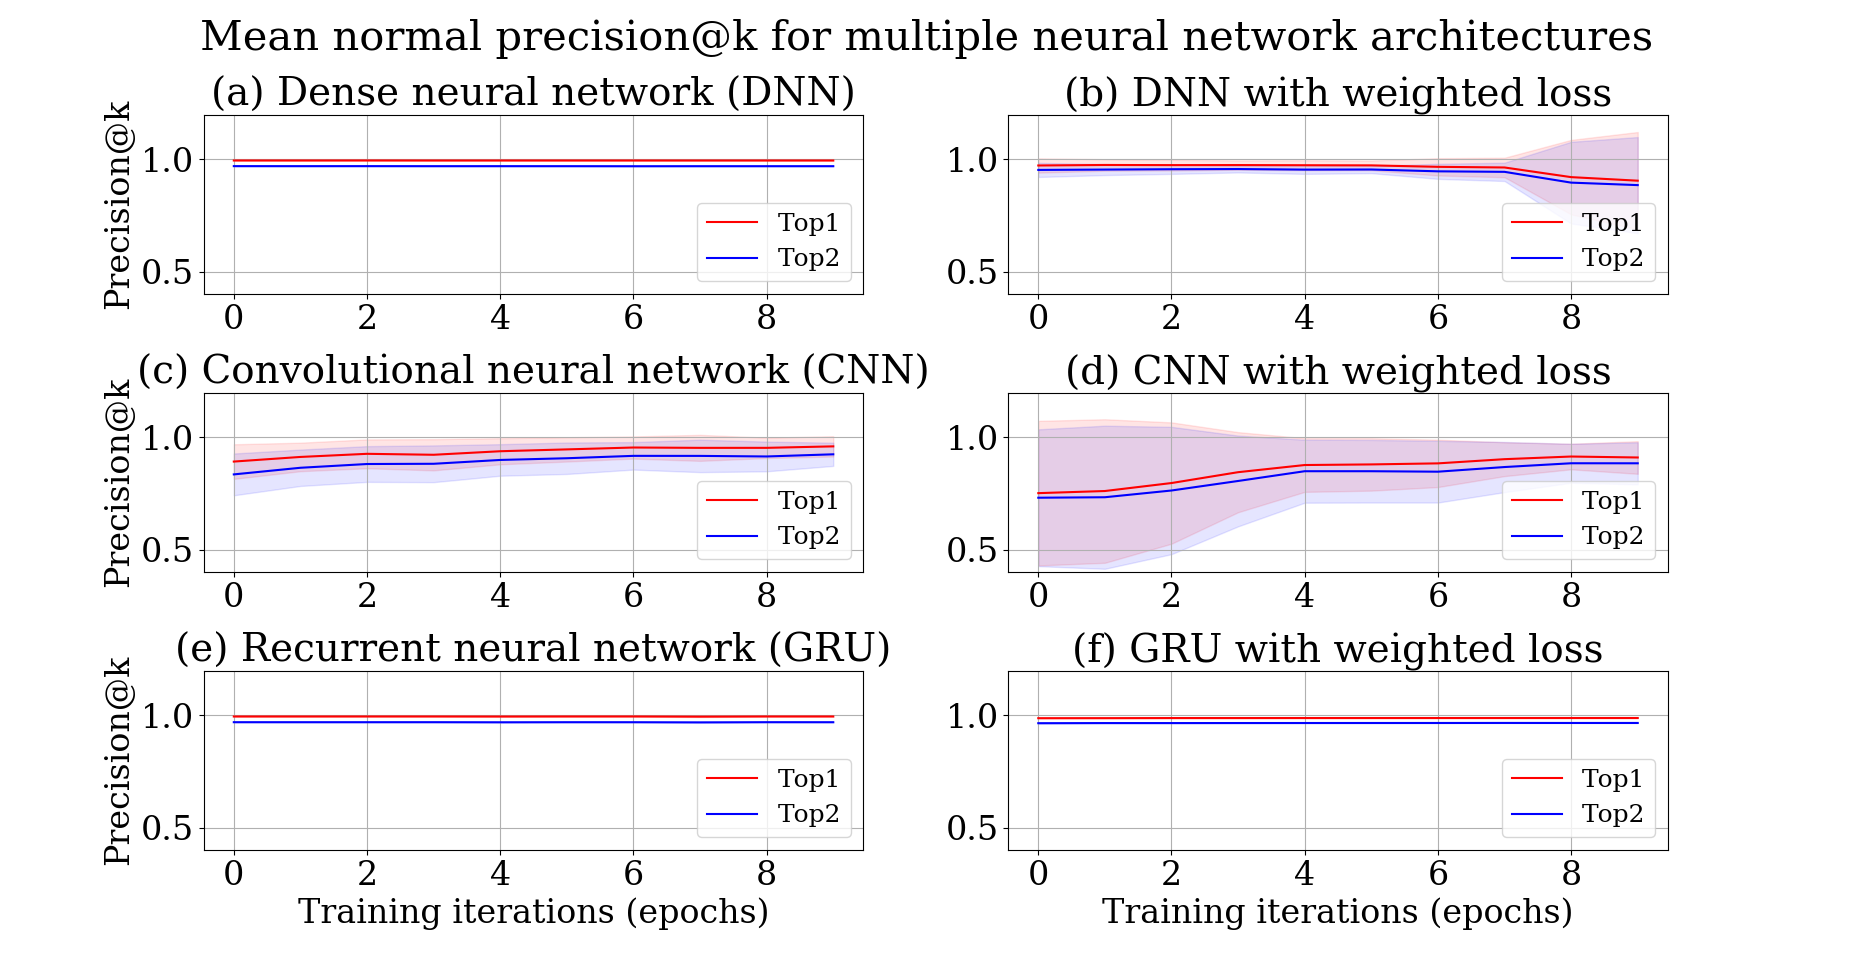 Mean normal precision@k for multiple neural network architectures
(a) Dense neural network (DNN)
Precision@k
1.0
0.5
0 2 4 6 8
Top1
Top2
(b) DNN with weighted loss
1.0
0.5
0 2 4 6 8
Top1
Top2
(c) Convolutional neural network (CNN)
Precision@k
1.0
0.5
0 2 4 6 8
Top1
Top2
(d) CNN with weighted loss
1.0
0.5
0 2 4 6 8
Top1
Top2
(e) Recurrent neural network (GRU)
Precision@k
1.0
0.5
0 2 4 6 8
Top1
Top2
Training iterations (epochs)
(f) GRU with weighted loss
1.0
0.5
0 2 4 6 8
Top1
Top2
Training iterations (epochs)